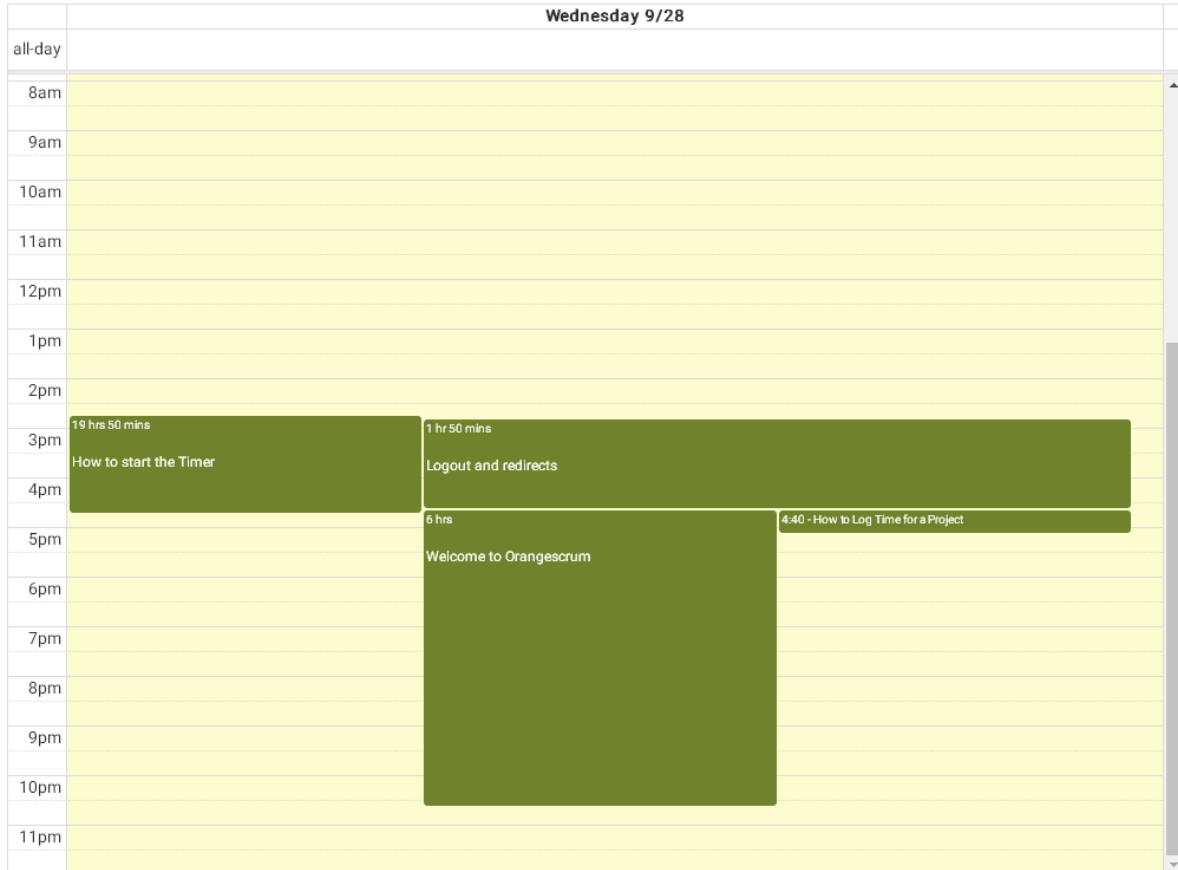 Wednesday 9/28
all-day
8am
9am
10am
11am
12pm
1pm
2pm
3pm
4pm
5pm
6pm
7pm
8pm
9pm
10pm
11pm
19 hrs 50 mins
How to start the Timer
1 hr 50 mins
Logout and redirects
6 hrs
Welcome to Orangescrum
4:40 - How to Log Time for a Project